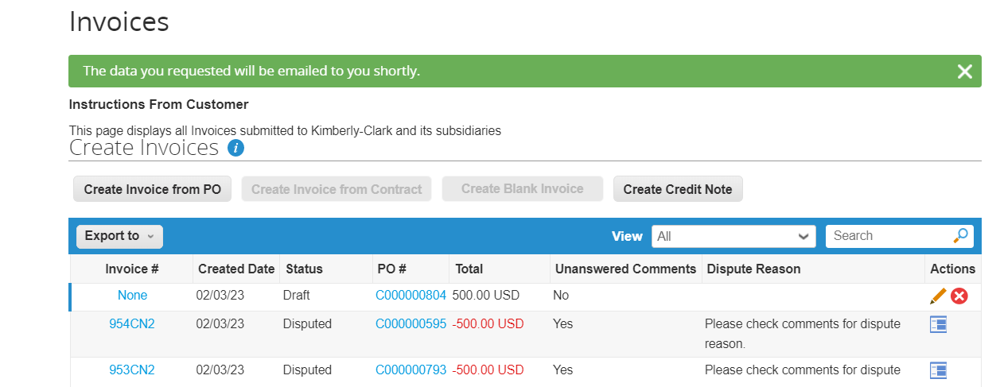 Invoices
The data you requested will be emailed to you shortly.
Instructions From Customer
This page displays all Invoices submitted to Kimberly-Clark and its subsidiaries
Create Invoices i
Create Invoice from PO Create Invoice from Contract Create Blank Invoice Create Credit Note
Export to View All Search
Invoice # Created Date Status PO # Total Unanswered Comments Dispute Reason Actions
None 02/03/23 Draft C000000804 500.00 USD No
954CN2 02/03/23 Disputed C000000595 -500.00 USD Yes Please check comments for dispute
reason.
953CN2 02/03/23 Disputed C000000793 -500.00 USD Yes Please check comments for dispute